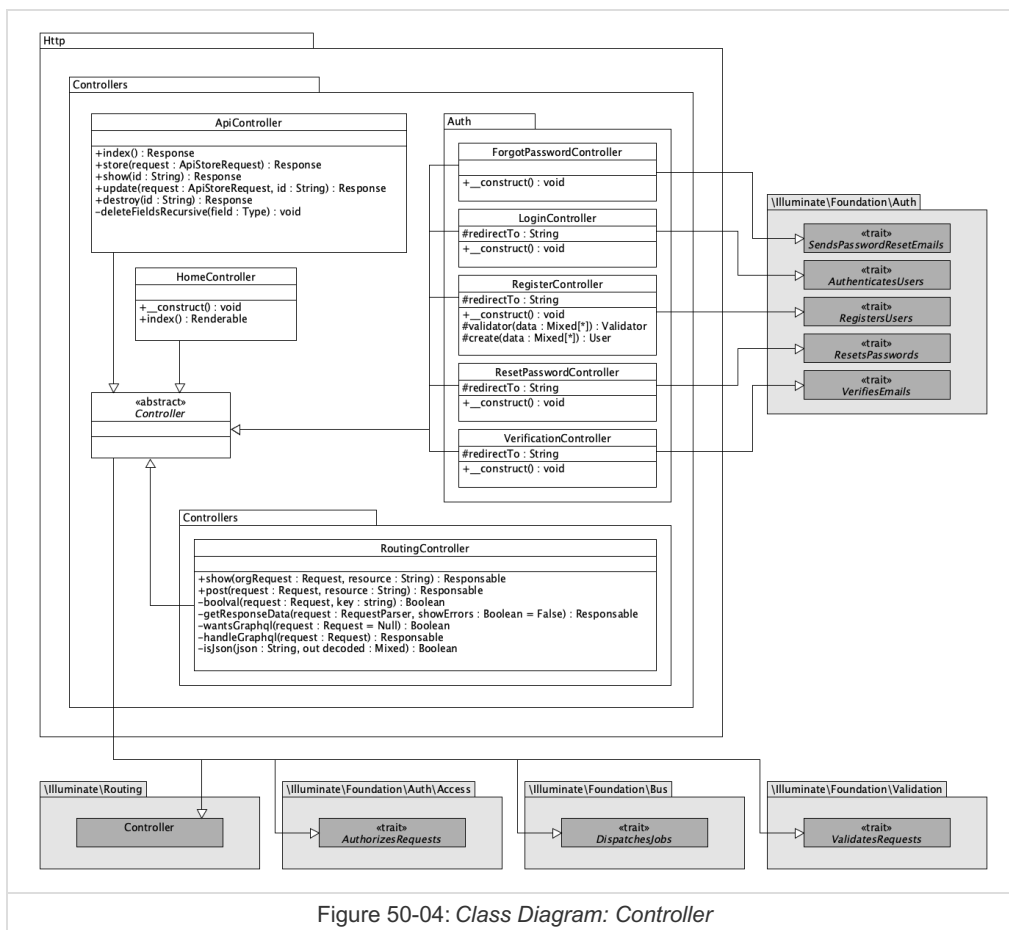 Http
Controllers
ApiController
+index() : Response
+store(request : ApiStoreRequest) : Response
+show(id : String) : Response
+update(request : ApiStoreRequest, id : String) : Response
+destroy(id : String) : Response
-deleteFieldsRecursive(field : Type) : void
HomeController
+__construct() : void
+index() : Renderable
«abstract»
Controller
Auth
ForgotPasswordController
+__construct() : void
LoginController
#redirectTo : String
+__construct() : void
RegisterController
#redirectTo : String
+__construct() : void
#validator(data : Mixed[*]) : Validator
#create(data : Mixed[*]) : User
ResetPasswordController
#redirectTo : String
+__construct() : void
VerificationController
#redirectTo : String
+__construct() : void
\Illuminate\Foundation\Auth
«trait»
SendsPasswordResetEmails
«trait»
AuthenticatesUsers
«trait»
RegistersUsers
«trait»
ResetsPasswords
«trait»
VerifiesEmails
Controllers
RoutingController
+show(orgRequest : Request, resource : String) : Responsable
+post(request : Request, resource : String) : Responsable
-boolval(request : Request, key : string) : Boolean
-getResponseData(request : RequestParser, showErrors : Boolean = False) : Responsable
-wantsGraphql(request : Request = Null) : Boolean
-handleGraphql(request : Request) : Responsable
-isJson(json : String, out decoded : Mixed) : Boolean
\Illuminate\Routing
Controller
\Illuminate\Foundation\Auth\Access
«trait»
AuthorizesRequests
\Illuminate\Foundation\Bus
«trait»
DispatchesJobs
\Illuminate\Foundation\Validation
«trait»
ValidatesRequests
Figure 50-04: Class Diagram: Controller